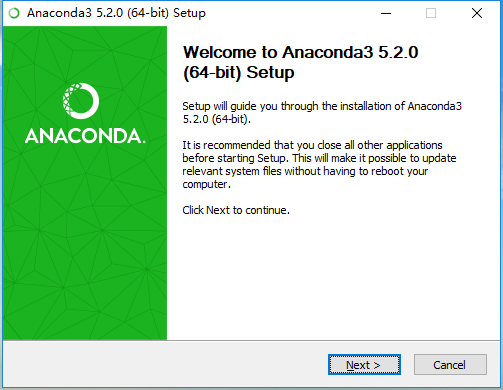 Anaconda3 5.2.0 (64-bit) Setup
Welcome to Anaconda3 5.2.0
(64-bit) Setup
Setup will guide you through the installation of Anaconda3
5.2.0 (64-bit).
It is recommended that you close all other applications
before starting Setup. This will make it possible to update
relevant system files without having to reboot your
computer.
Click Next to continue.
ANACONDA.
Next >
Cancel